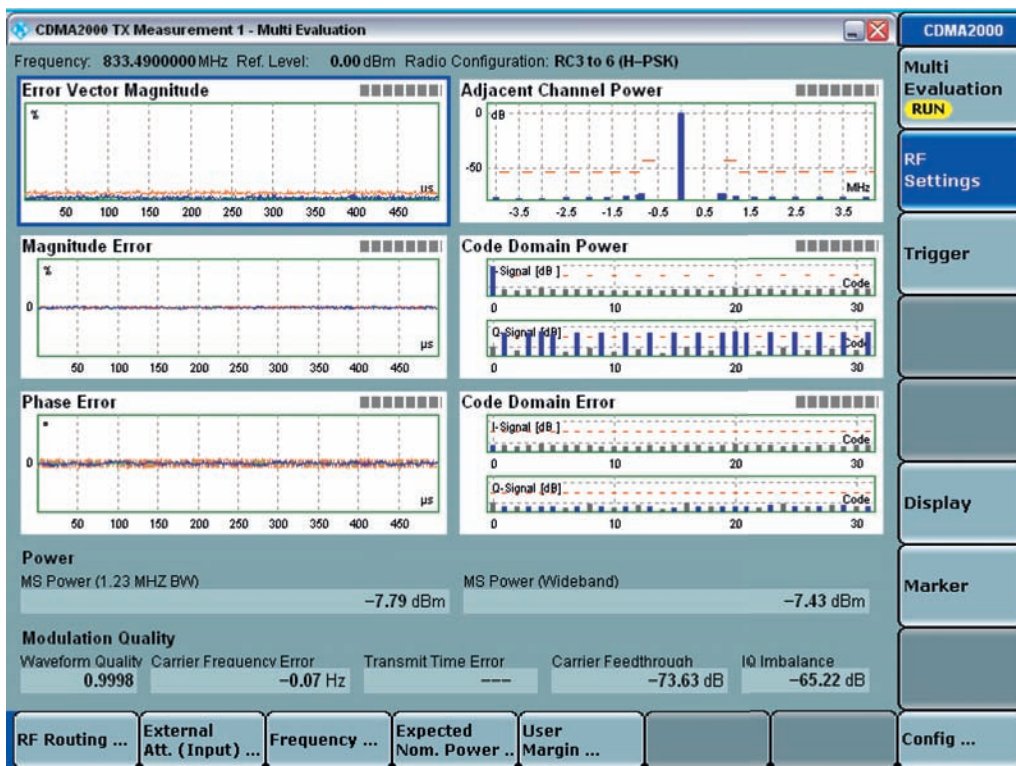 CDMA2000 TX Measurement 1 - Multi Evaluation
CDMA2000
Frequency: 833.4900000 MHz Ref. Level: 0.00 dBm Radio Configuration: RC3 to 6 (H-PSK)
Multi Evaluation
RUN
RF Settings
Trigger
Display
Marker
Config ...
Error Vector Magnitude
%
µs
50 100 150 200 250 300 350 400 450
Adjacent Channel Power
0 dB
-50
MHz
-3.5 -2.5 -1.5 -0.5 0.5 1.5 2.5 3.5
Magnitude Error
%
0
µs
50 100 150 200 250 300 350 400 450
Code Domain Power
I-Signal [dB ]
Code
0 10 20 30
Q-Signal [dB]
Code
0 10 20 30
Phase Error
°
0
µs
50 100 150 200 250 300 350 400 450
Code Domain Error
I-Signal [dB ]
Code
0 10 20 30
Q-Signal [dB]
Code
0 10 20 30
Power
MS Power (1.23 MHZ BW)
−7.79 dBm
MS Power (Wideband)
−7.43 dBm
Modulation Quality
Waveform Quality Carrier Frequency Error Transmit Time Error Carrier Feedthrough IQ Imbalance
0.9998 −0.07 Hz −−− −73.63 dB −65.22 dB
RF Routing ...
External Att. (Input) ...
Frequency ...
Expected Nom. Power ..
User Margin ...